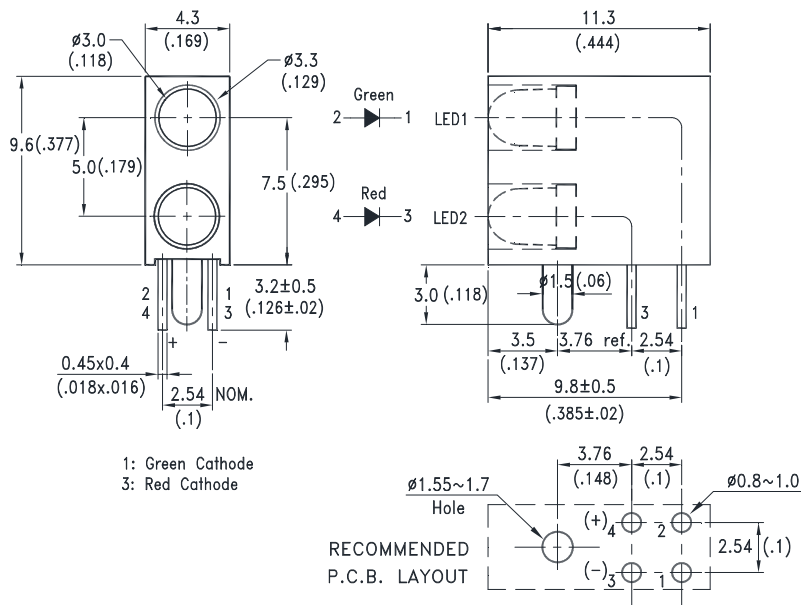 4.3
(.169)
ø3.0
(.118)
ø3.3
(.129)
9.6(.377)
5.0(.179)
7.5(.295)
2
4
1
3
3.2±0.5
(.126±.02)
+
-
0.45x0.4
(.018x.016)
2.54 NOM.
(.1)
1: Green Cathode
3: Red Cathode
Green
2 1
Red
4 3
11.3
(.444)
LED1
LED2
3.0(.118)
ø1.5(.06)
3
1
3.5
(.137)
3.76 ref.
2.54
(.1)
9.8±0.5
(.385±.02)
3.76
(.148)
2.54
(.1)
ø1.55~1.7
Hole
ø0.8~1.0
(+) 4 2
(-) 3 1
2.54 (.1)
RECOMMENDED
P.C.B. LAYOUT